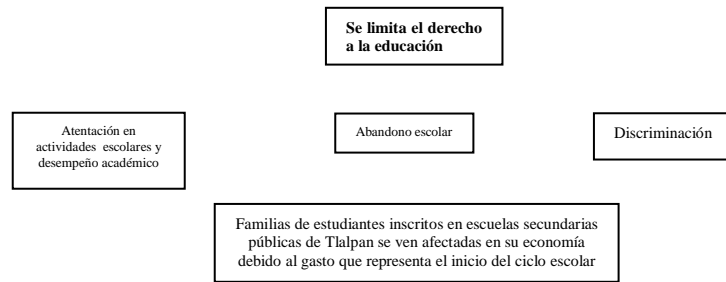 Se limita el derecho
a la educación
Atentación en
actividades escolares y
desempeño académico
Abandono escolar
Discriminación
Familias de estudiantes inscritos en escuelas secundarias
públicas de Tlalpan se ven afectadas en su economía
debido al gasto que representa el inicio del ciclo escolar